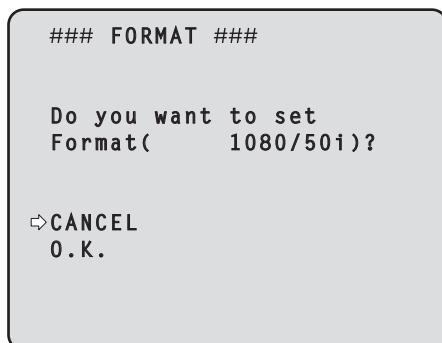 ### FORMAT ###
Do you want to set
Format(     1080/50i)?
⇨CANCEL
O.K.